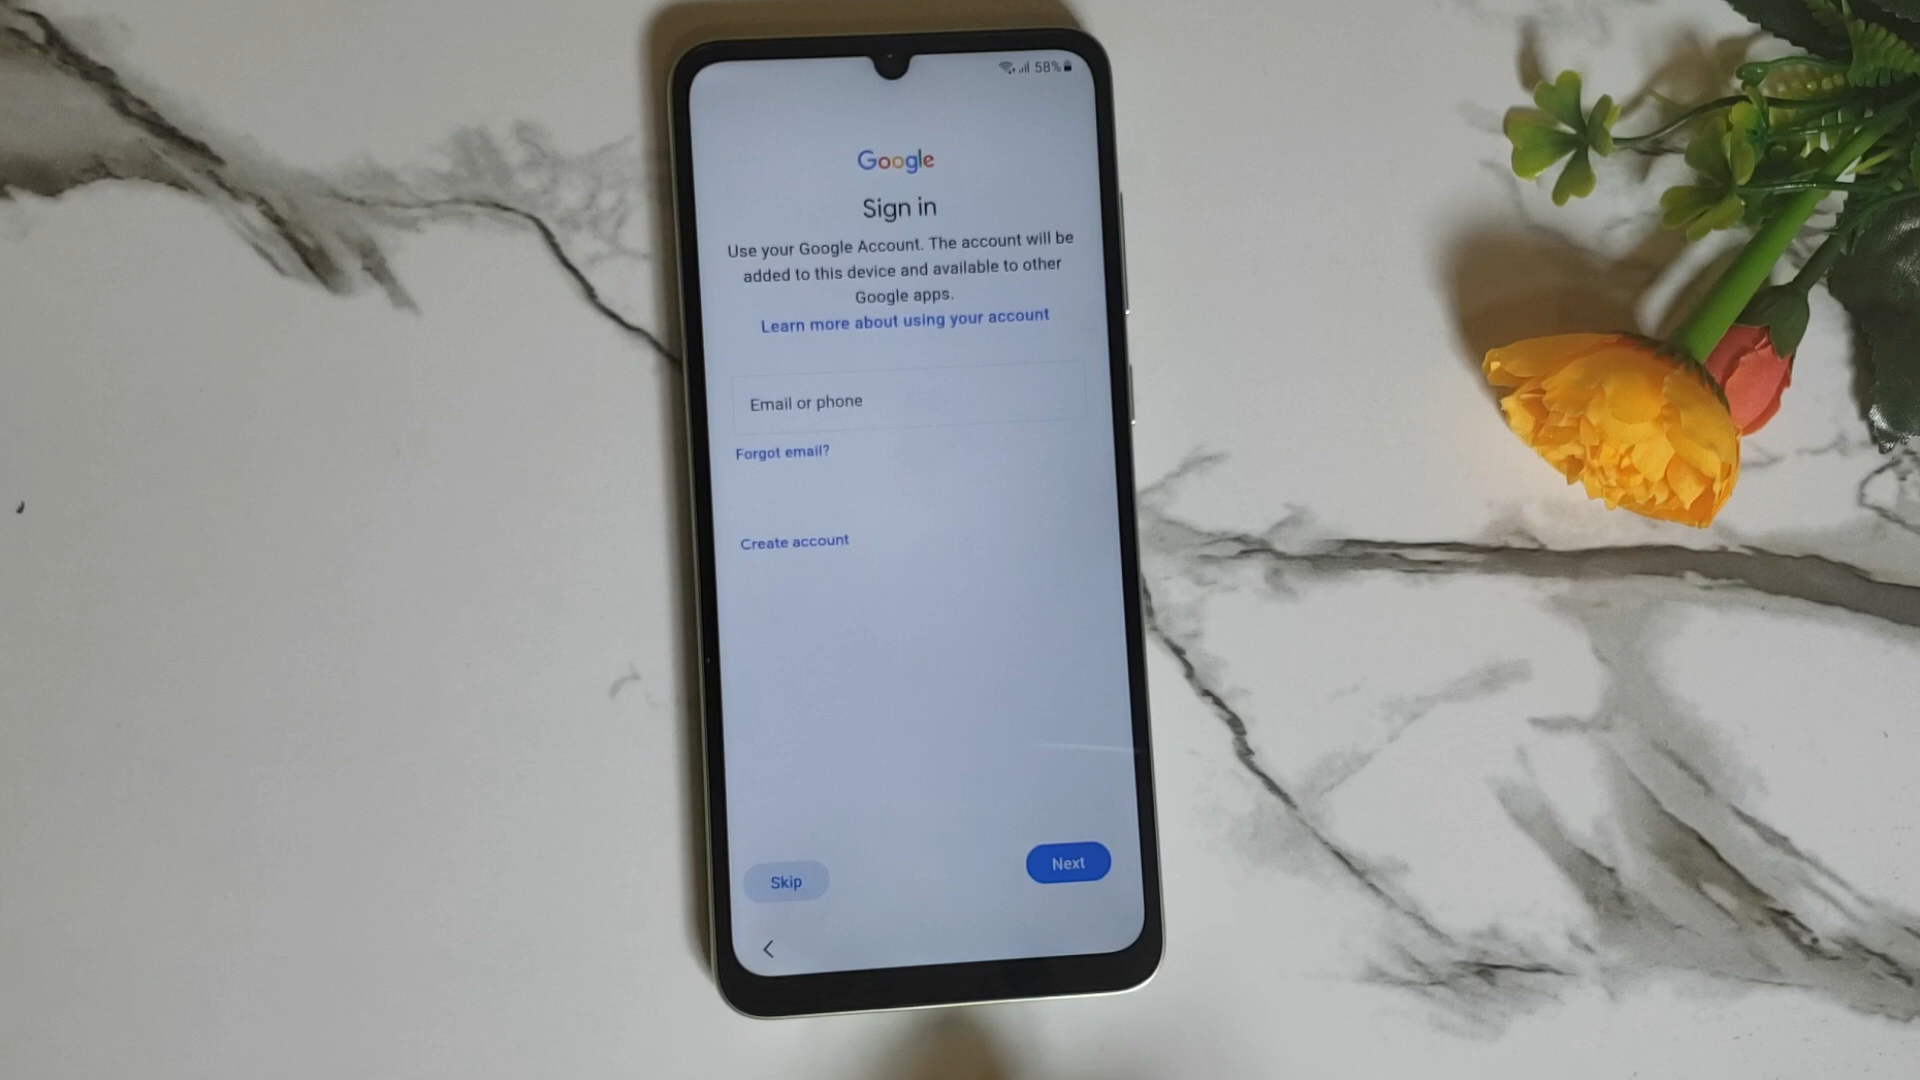 58%
Google
Sign in
Use your Google Account. The account will be
added to this device and available to other
Google apps.
Learn more about using your account
Email or phone
Forgot email?
Create account
Skip
Next